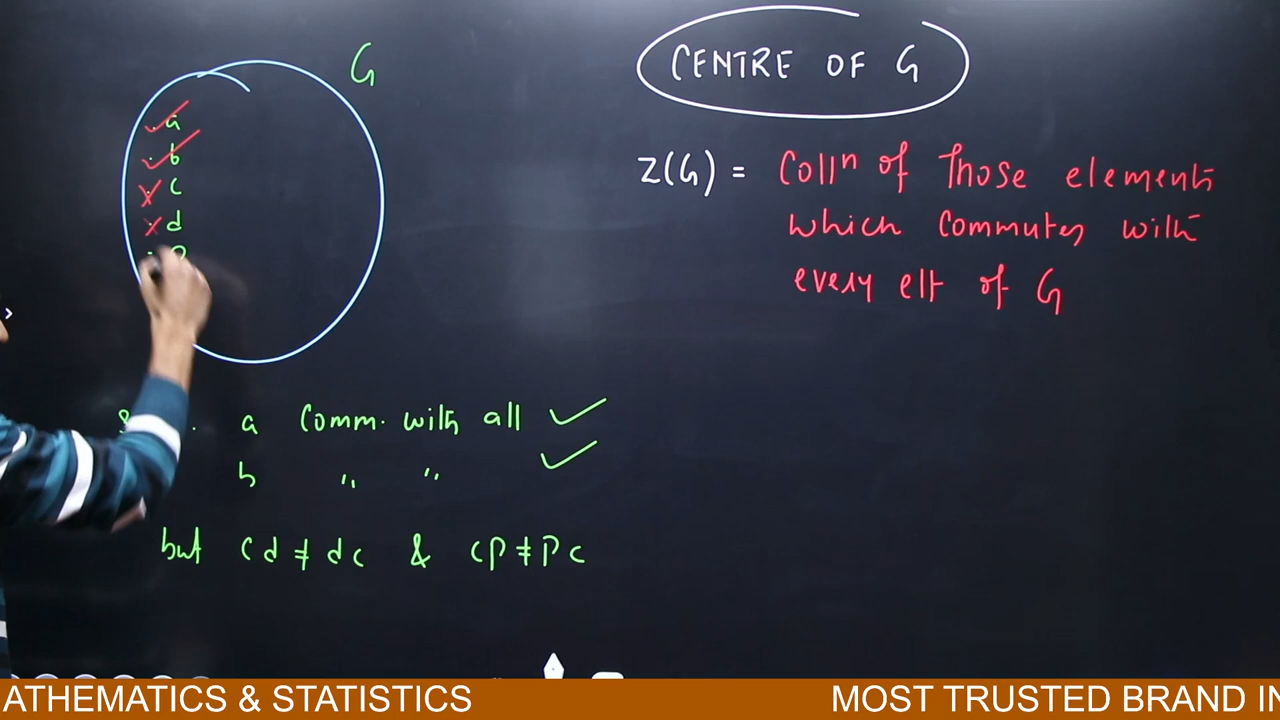 CENTRE OF G
G
a
b
c
d
Z(G) = Collⁿ of those elements
which commutes with
every elt of G
a Comm. with all
b " "
but cd ≠ dc & cp ≠ pc
ATHEMATICS & STATISTICS
MOST TRUSTED BRAND IN